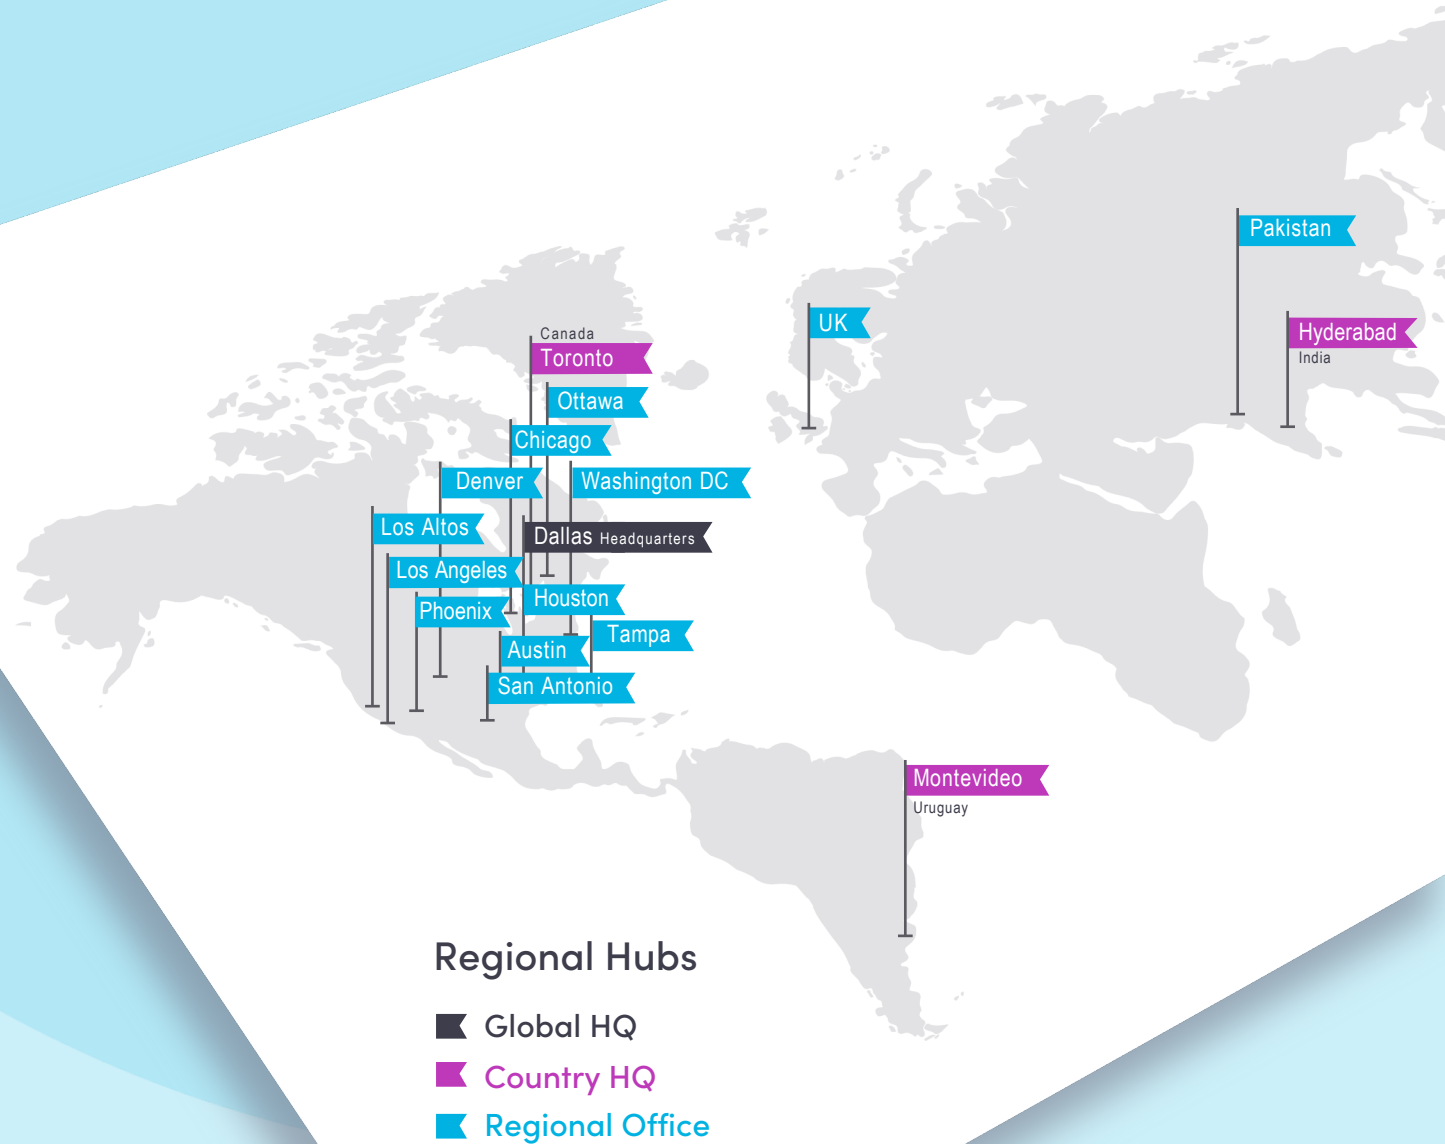 Pakistan
UK
Hyderabad
India
Canada
Toronto
Ottawa
Chicago
Denver
Washington DC
Los Altos
Dallas Headquarters
Los Angeles
Houston
Phoenix
Tampa
Austin
San Antonio
Montevideo
Uruguay
Regional Hubs
Global HQ
Country HQ
Regional Office